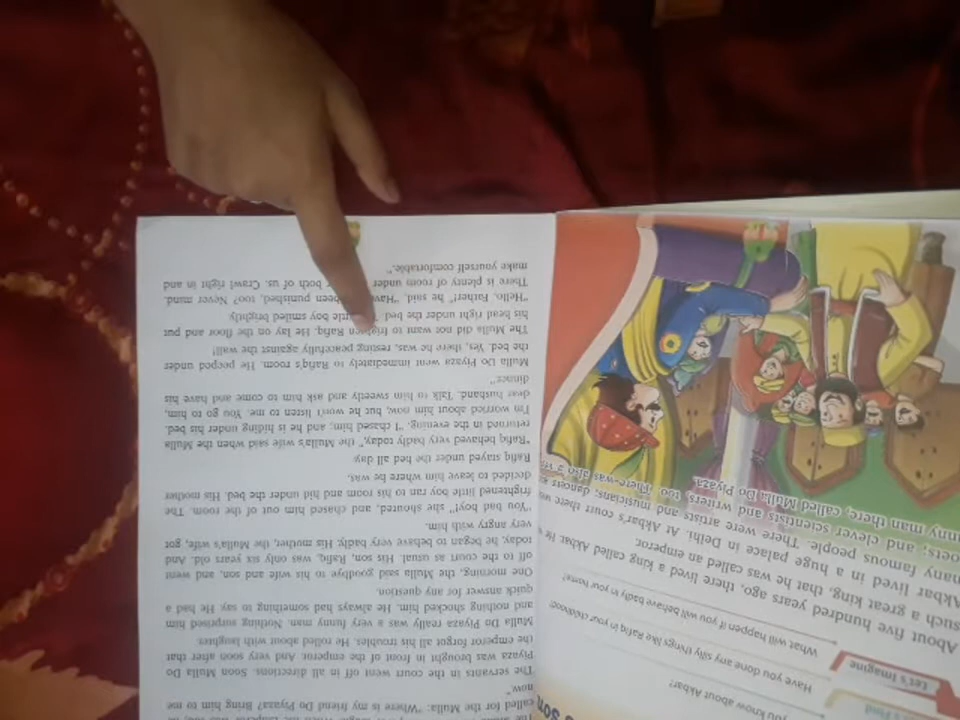 son
you know about Akbar?
Have you done any silly things like Rafiq in your childhood?
Let's Imagine
What will happen if you behave badly in your home?
About five hundred years ago, there lived a king called Akbar. He
such a great king, that he was called an emperor.
Akbar lived in a huge palace in Delhi. At Akbar's court there
many famous people. There were artists and musicians; dancers
poets; and clever scientists and writers, too. There was also a
funny man there, called Mulla Do Piyaza.
called for the Mulla: "Where is my friend Do Piyaza? Bring him to me
now."
The servants in the court went off in all directions. Soon Mulla Do
Piyaza was brought in front of the emperor. And very soon after that
the emperor forgot all his troubles. He rolled about with laughter.
Mulla Do Piyaza really was a very funny man. Nothing surprised him
and nothing shocked him. He always had something to say. He had a
quick answer for any question.
One morning, the Mulla said goodbye to his wife and son, and went
off to the court as usual. His son, Rafiq, was only six years old. And
today, he began to behave very badly. His mother, the Mulla's wife, got
very angry with him.
"You bad boy!" she shouted, and chased him out of the room. The
frightened little boy ran to his room and hid under the bed. His mother
decided to leave him where he was.
Rafiq stayed under the bed all day.
"Rafiq behaved very badly today," the Mulla's wife said when the Mulla
returned in the evening. "I chased him; and he is hiding under his bed.
I'm worried about him now, but he won't listen to me. You go to him,
dear husband. Talk to him sweetly and ask him to come and have his
dinner."
Mulla Do Piyaza went immediately to Rafiq's room. He peeped under
the bed. Yes, there he was, resting peacefully against the wall!
The Mulla did not want to frighten Rafiq. He lay on the floor and put
his head right under the bed. little boy smiled brightly.
"Hello, Father!" he said, "Have been punished, too? Never mind.
There is plenty of room under both of us. Crawl right in and
make yourself comfortable."